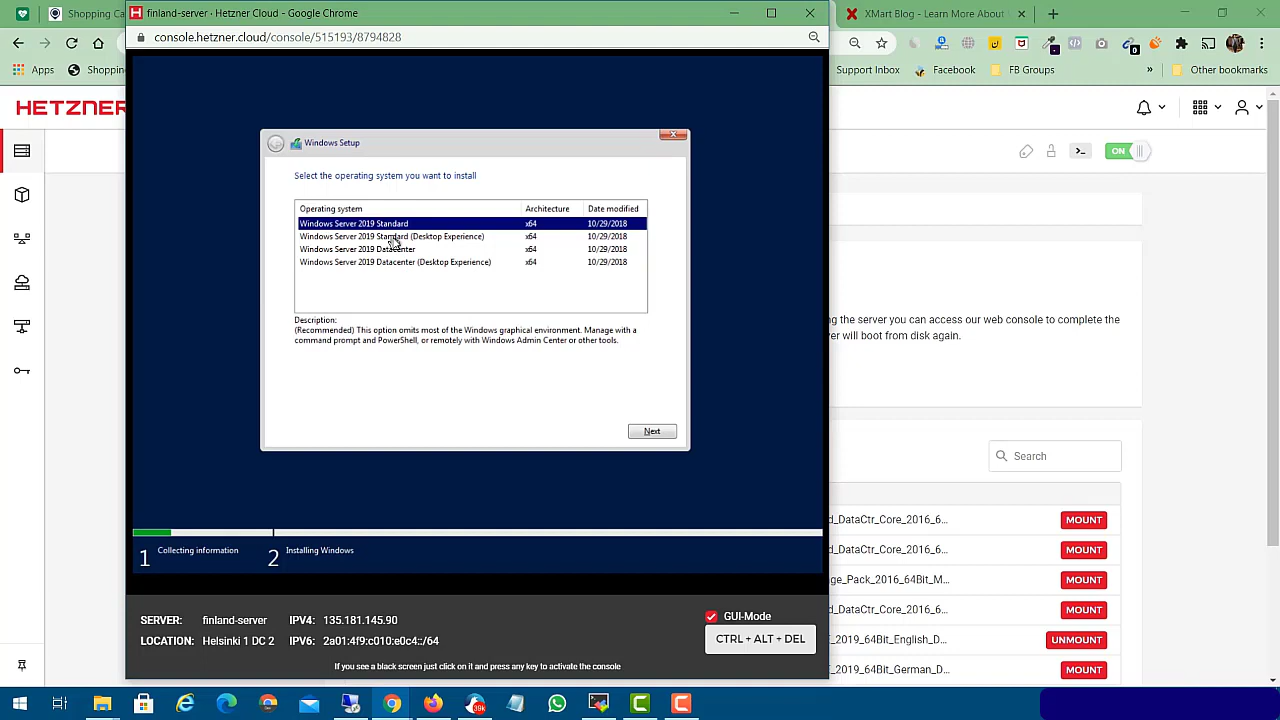 Shopping Ca
finland-server - Hetzner Cloud - Google Chrome
XMart Blog - Learn More About
console.hetzner.cloud/console/515193/8794828
Apps
Shoppin
Support Inbox
Facebook
FB Groups
»
Other bookmarks
HETZNER
Windows Setup
ON
Select the operating system you want to install
Operating system Architecture Date modified
Windows Server 2019 Standard x64 10/29/2018
Windows Server 2019 Standard (Desktop Experience) x64 10/29/2018
Windows Server 2019 Datacenter x64 10/29/2018
Windows Server 2019 Datacenter (Desktop Experience) x64 10/29/2018
Description:
(Recommended) This option omits most of the Windows graphical environment. Manage with a
command prompt and PowerShell, or remotely with Windows Admin Center or other tools.
Next
ng the server you can access our web console to complete the
rver will boot from disk again.
Search
d_DataCtr_Core_2016_6... MOUNT
d_DataCtr_Core_2016_6... MOUNT
ge_Pack_2016_64Bit_M... MOUNT
d_DataCtr_Core_2016_6... MOUNT
_2019_64Bit_English_D... UNMOUNT
_2019_64Bit_German_D... MOUNT
1 Collecting information
2 Installing Windows
SERVER: finland-server IPV4: 135.181.145.90
LOCATION: Helsinki 1 DC 2 IPV6: 2a01:4f9:c010:e0c4::/64
GUI-Mode
CTRL + ALT + DEL
If you see a black screen just click on it and press any key to activate the console
99k